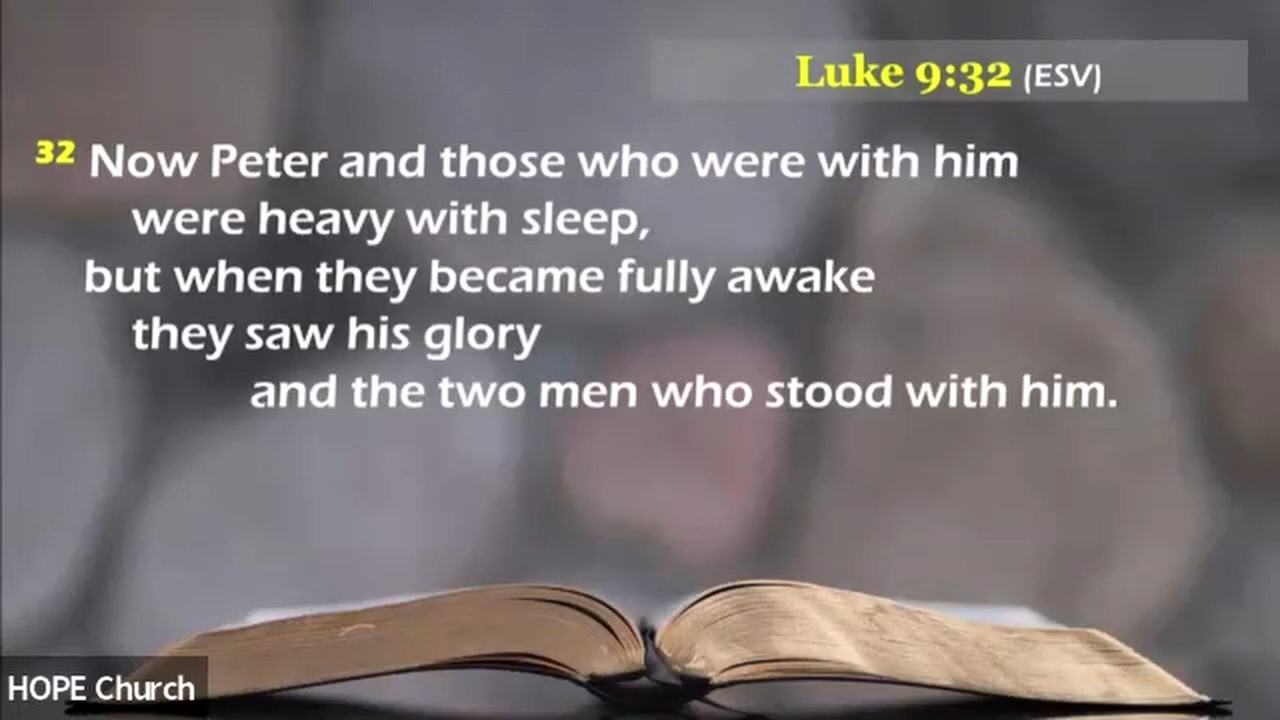 Luke 9:32 (ESV)
32 Now Peter and those who were with him
were heavy with sleep,
but when they became fully awake
they saw his glory
and the two men who stood with him.
HOPE Church